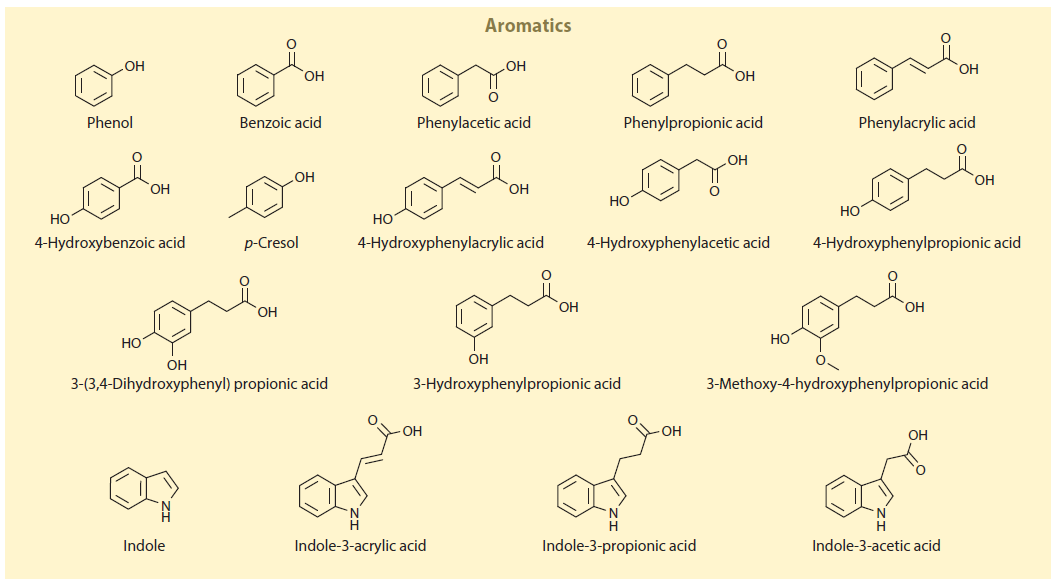 Aromatics
O
OH
O
OH
O
OH
O
OH
O
OH
Phenol
Benzoic acid
Phenylacetic acid
Phenylpropionic acid
Phenylacrylic acid
O
OH
HO
OH
O
OH
HO
OH
O
HO
O
OH
HO
4-Hydroxybenzoic acid
p-Cresol
4-Hydroxyphenylacrylic acid
4-Hydroxyphenylacetic acid
4-Hydroxyphenylpropionic acid
O
OH
HO
OH
O
OH
OH
O
OH
HO
O
3-(3,4-Dihydroxyphenyl) propionic acid
3-Hydroxyphenylpropionic acid
3-Methoxy-4-hydroxyphenylpropionic acid
N
H
O
OH
N
H
O
OH
N
H
OH
O
N
H
Indole
Indole-3-acrylic acid
Indole-3-propionic acid
Indole-3-acetic acid